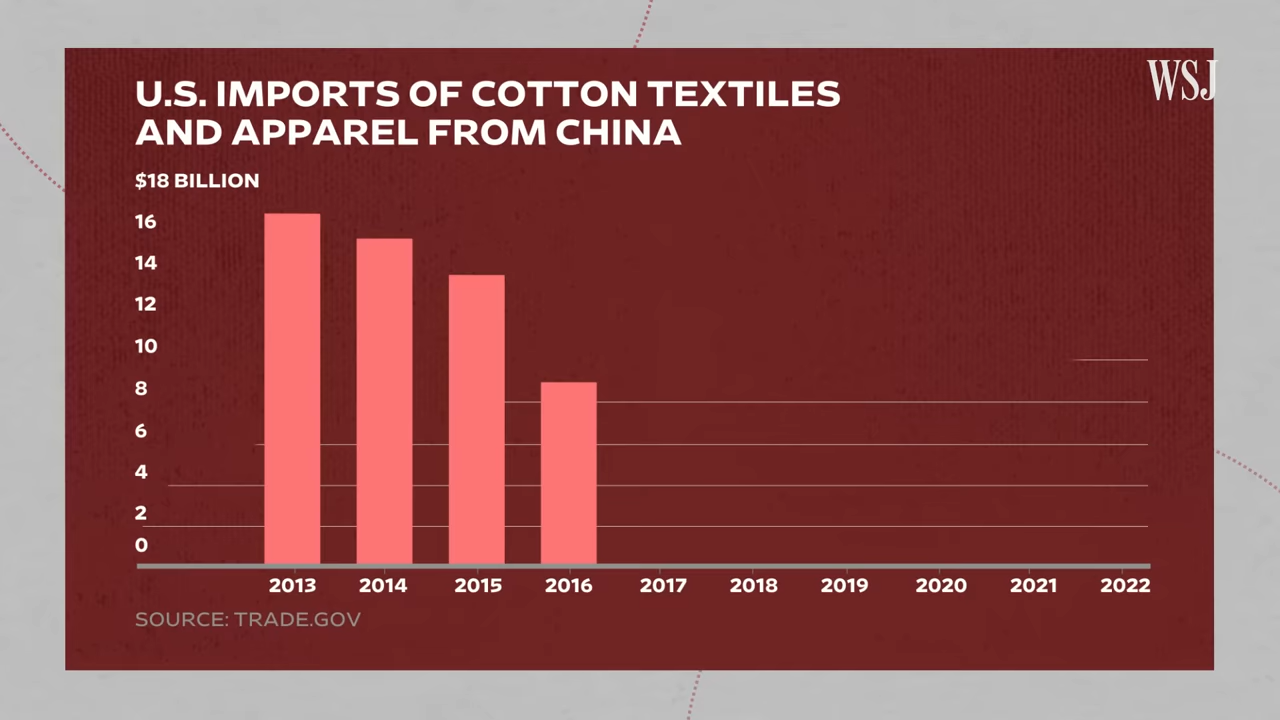 WSJ
U.S. IMPORTS OF COTTON TEXTILES
AND APPAREL FROM CHINA
$18 BILLION
16
14
12
10
8
6
4
2
0
2013 2014 2015 2016 2017 2018 2019 2020 2021 2022
SOURCE: TRADE.GOV